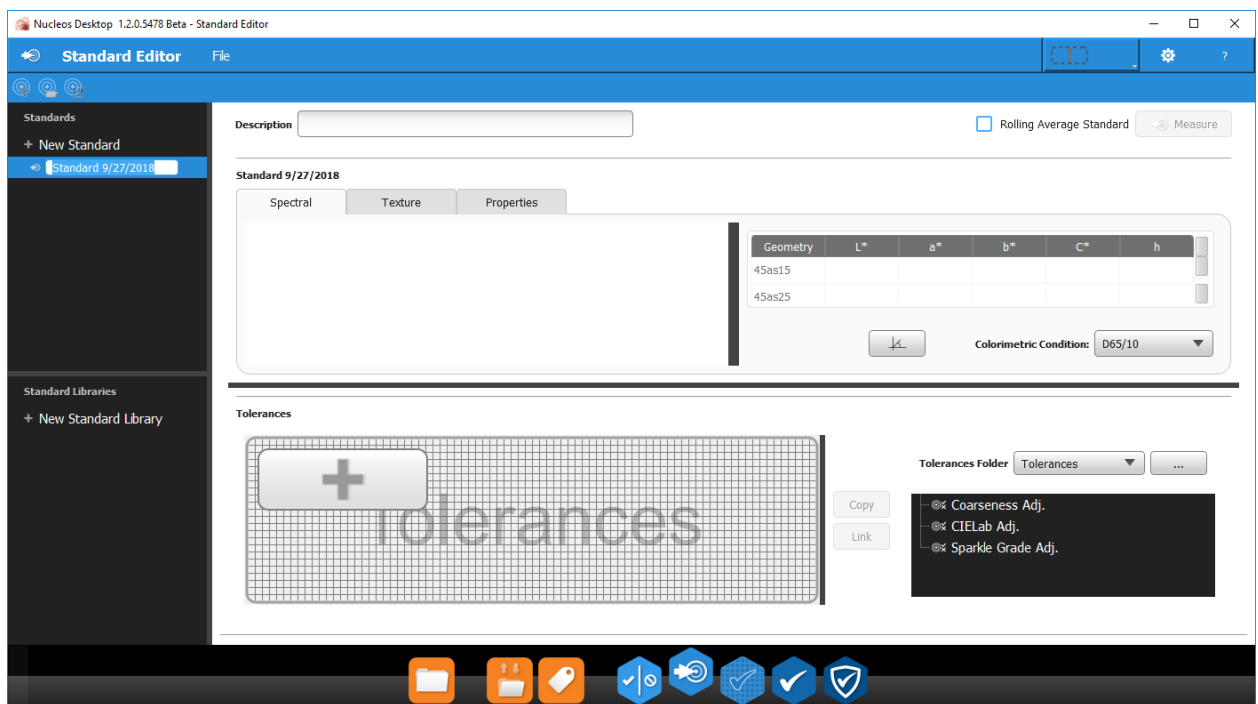 Nucleos Desktop 1.2.0.5478 Beta - Standard Editor
Standard Editor File ?
Standards
+ New Standard
Standard 9/27/2018
Standard Libraries
+ New Standard Library
Description Rolling Average Standard Measure
Standard 9/27/2018
Spectral Texture Properties
Geometry L* a* b* C* h
45as15
45as25
Colorimetric Condition: D65/10
Tolerances
Tolerances
Tolerances Folder Tolerances ...
Copy
Link
Coarseness Adj.
CIELab Adj.
Sparkle Grade Adj.